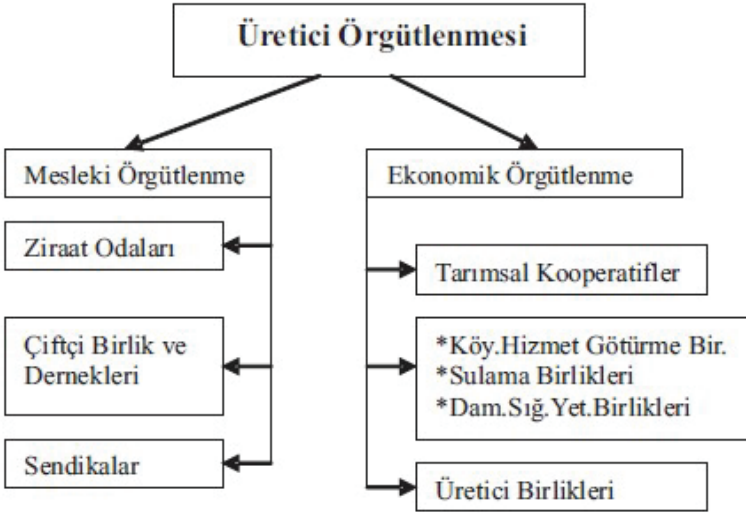 Üretici Örgütlenmesi
Mesleki Örgütlenme
Ziraat Odaları
Çiftçi Birlik ve
Dernekleri
Sendikalar
Ekonomik Örgütlenme
Tarımsal Kooperatifler
*Köy.Hizmet Götürme Bir.
*Sulama Birlikleri
*Dam.Sığ.Yet.Birlikleri
Üretici Birlikleri